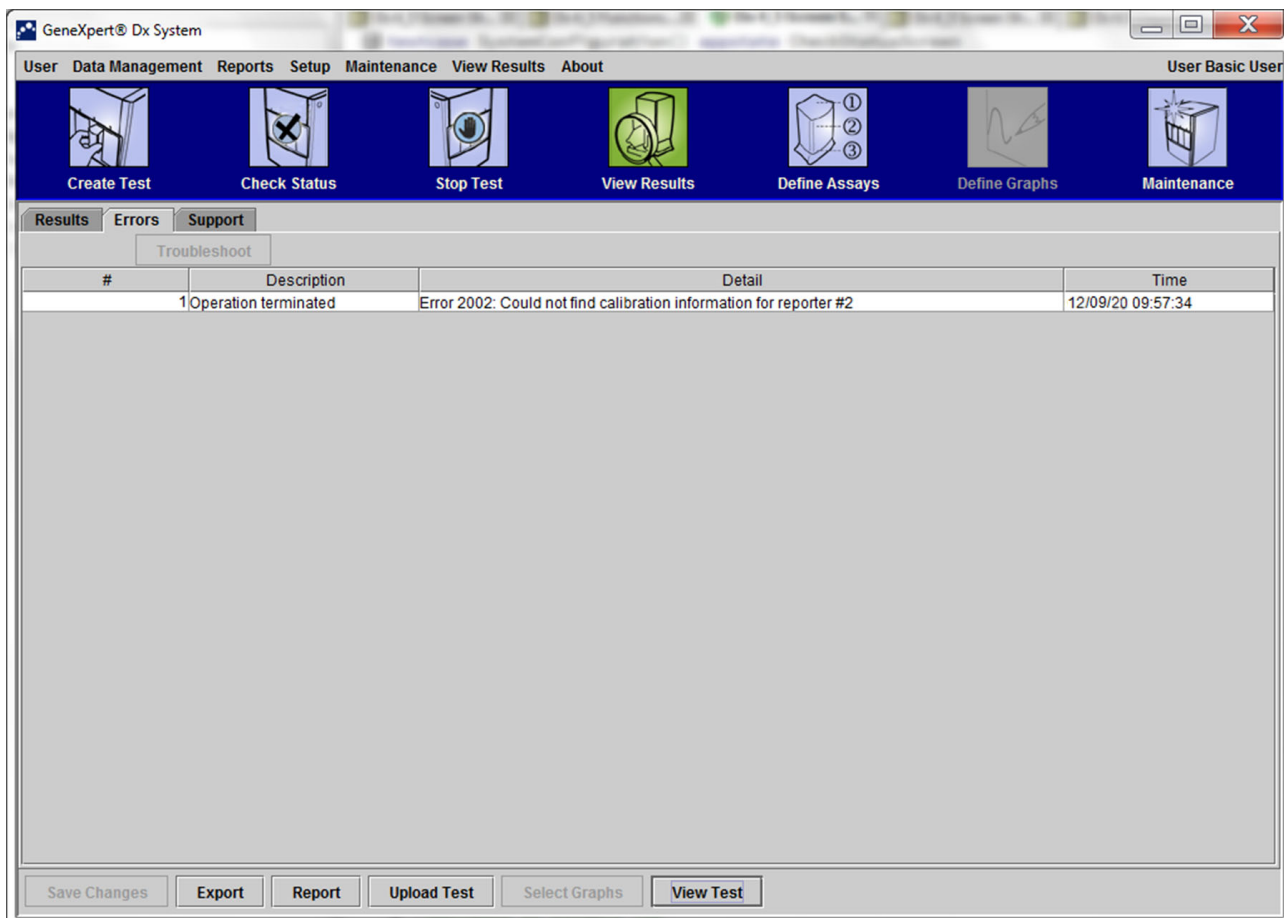 GeneXpert® Dx System
User Data Management Reports Setup Maintenance View Results About User Basic User
① ② ③
Create Test Check Status Stop Test View Results Define Assays Define Graphs Maintenance
Results Errors Support
Troubleshoot
# Description Detail Time
1 Operation terminated Error 2002: Could not find calibration information for reporter #2 12/09/20 09:57:34
Save Changes Export Report Upload Test Select Graphs View Test